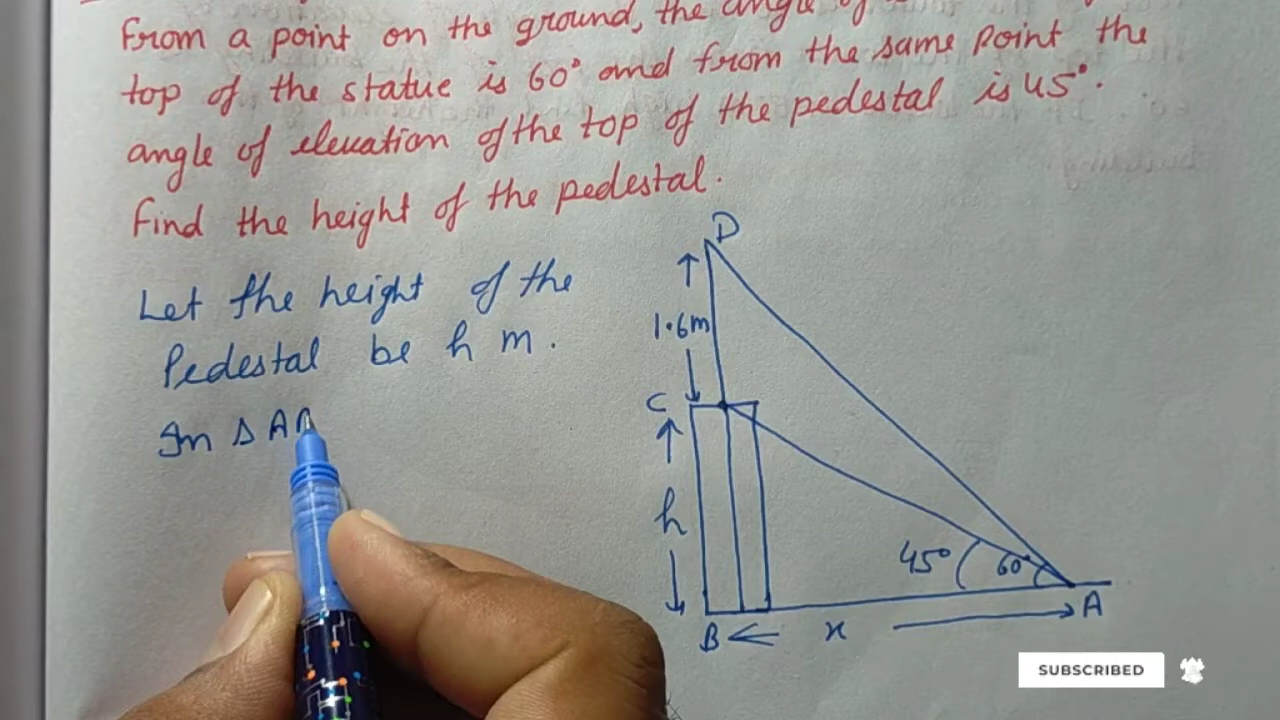 From a point on the ground, the angle of
top of the statue is 60° and from the same point the
angle of elevation of the top of the pedestal is 45°.
Find the height of the pedestal.
Let the height of the
Pedestal be h m.
In Δ A
D
1.6m
C
h
45°
60°
A
B
x
SUBSCRIBED